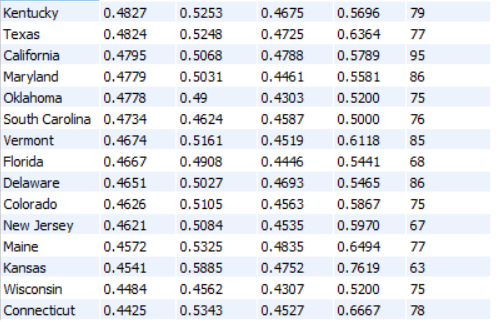 Kentucky 0.4827 0.5253 0.4675 0.5696 79
Texas 0.4824 0.5248 0.4725 0.6364 77
California 0.4795 0.5068 0.4788 0.5789 95
Maryland 0.4779 0.5031 0.4461 0.5581 86
Oklahoma 0.4778 0.49 0.4303 0.5200 75
South Carolina 0.4734 0.4624 0.4587 0.5000 76
Vermont 0.4674 0.5161 0.4519 0.6118 85
Florida 0.4667 0.4908 0.4446 0.5441 68
Delaware 0.4651 0.5027 0.4693 0.5465 86
Colorado 0.4626 0.5105 0.4563 0.5867 75
New Jersey 0.4621 0.5084 0.4535 0.5970 67
Maine 0.4572 0.5325 0.4835 0.6494 77
Kansas 0.4541 0.5885 0.4752 0.7619 63
Wisconsin 0.4484 0.4562 0.4307 0.5200 75
Connecticut 0.4425 0.5343 0.4527 0.6667 78